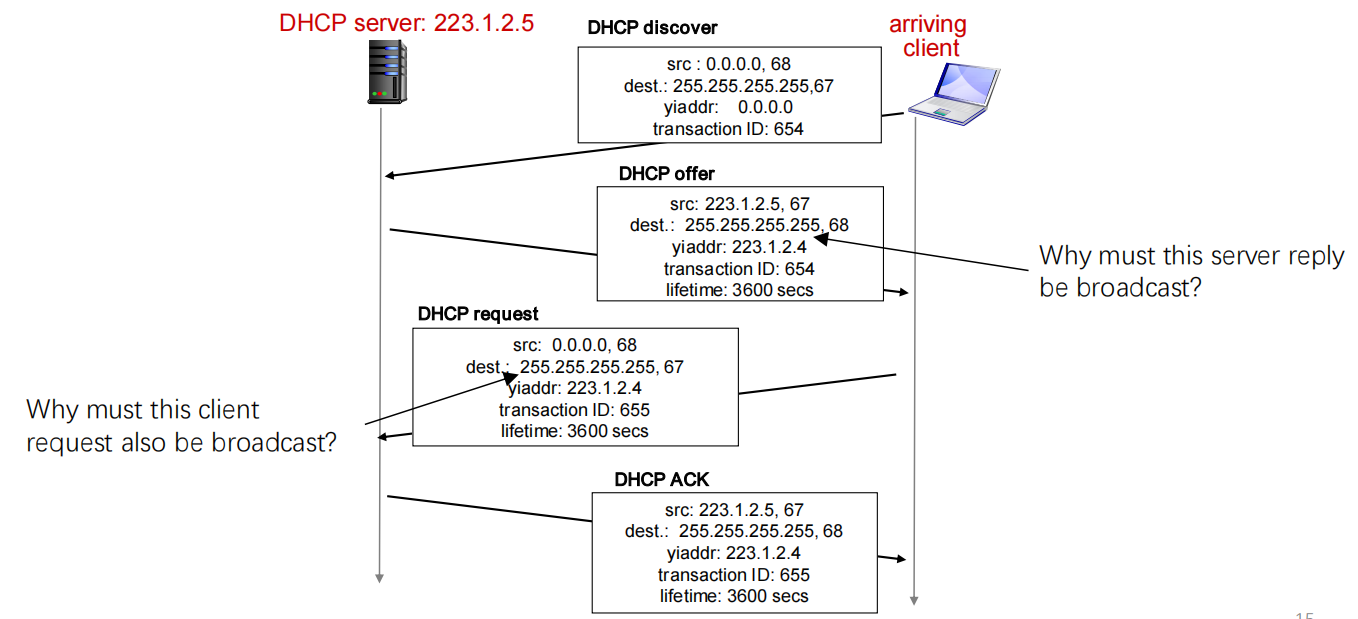 DHCP server: 223.1.2.5
DHCP discover
arriving
client
src : 0.0.0.0, 68
dest.: 255.255.255.255,67
yiaddr: 0.0.0.0
transaction ID: 654
DHCP offer
src: 223.1.2.5, 67
dest.: 255.255.255.255, 68
yiaddr: 223.1.2.4
transaction ID: 654
lifetime: 3600 secs
Why must this server reply
be broadcast?
DHCP request
src: 0.0.0.0, 68
dest.: 255.255.255.255, 67
yiaddr: 223.1.2.4
transaction ID: 655
lifetime: 3600 secs
Why must this client
request also be broadcast?
DHCP ACK
src: 223.1.2.5, 67
dest.: 255.255.255.255, 68
yiaddr: 223.1.2.4
transaction ID: 655
lifetime: 3600 secs